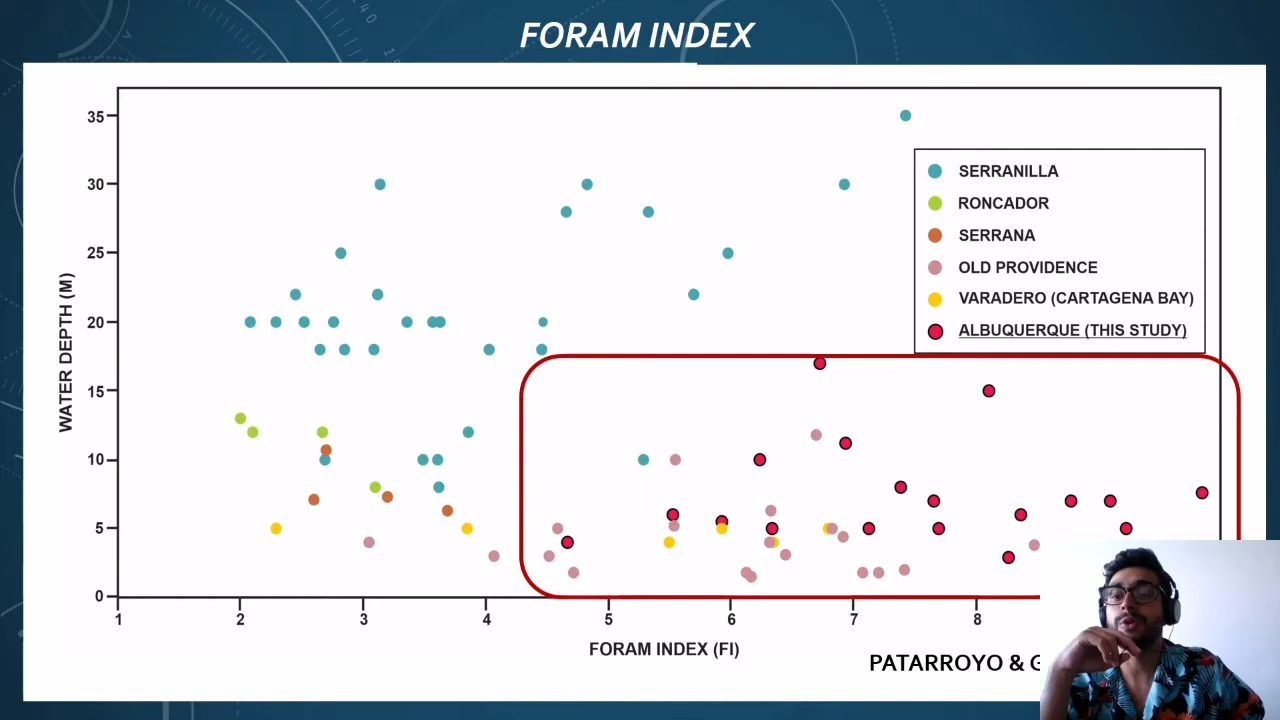 FORAM INDEX
35
30
25
20
15
10
5
0
WATER DEPTH (M)
SERRANILLA
RONCADOR
SERRANA
OLD PROVIDENCE
VARADERO (CARTAGENA BAY)
ALBUQUERQUE (THIS STUDY)
1 2 3 4 5 6 7 8
FORAM INDEX (FI)
PATARROYO & G